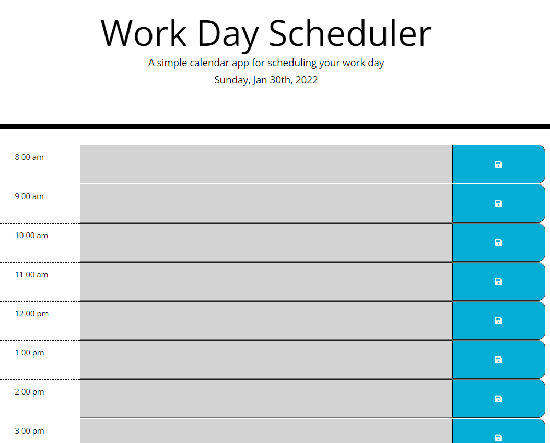 Work Day Scheduler
A simple calendar app for scheduling your work day
Sunday, Jan 30th, 2022
8:00 am
9:00 am
10:00 am
11:00 am
12:00 pm
1:00 pm
2:00 pm
3:00 pm